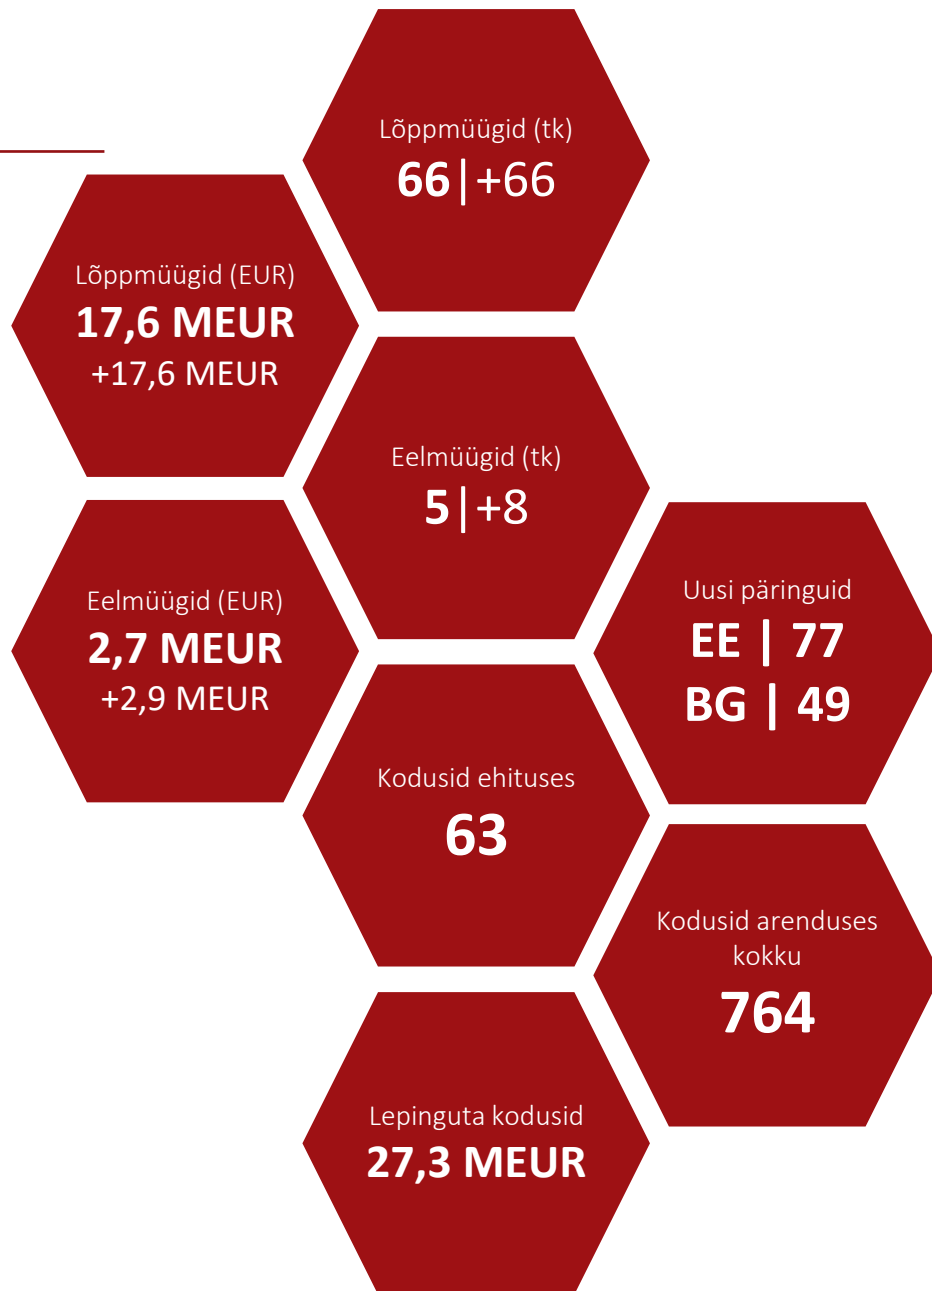 Lõppmüügid (tk)
66|+66
Lõppmüügid (EUR)
17,6 MEUR
+17,6 MEUR
Eelmüügid (tk)
5|+8
Eelmüügid (EUR)
2,7 MEUR
+2,9 MEUR
Uusi päringuid
EE | 77
BG | 49
Kodusid ehituses
63
Kodusid arenduses
kokku
764
Lepinguta kodusid
27,3 MEUR